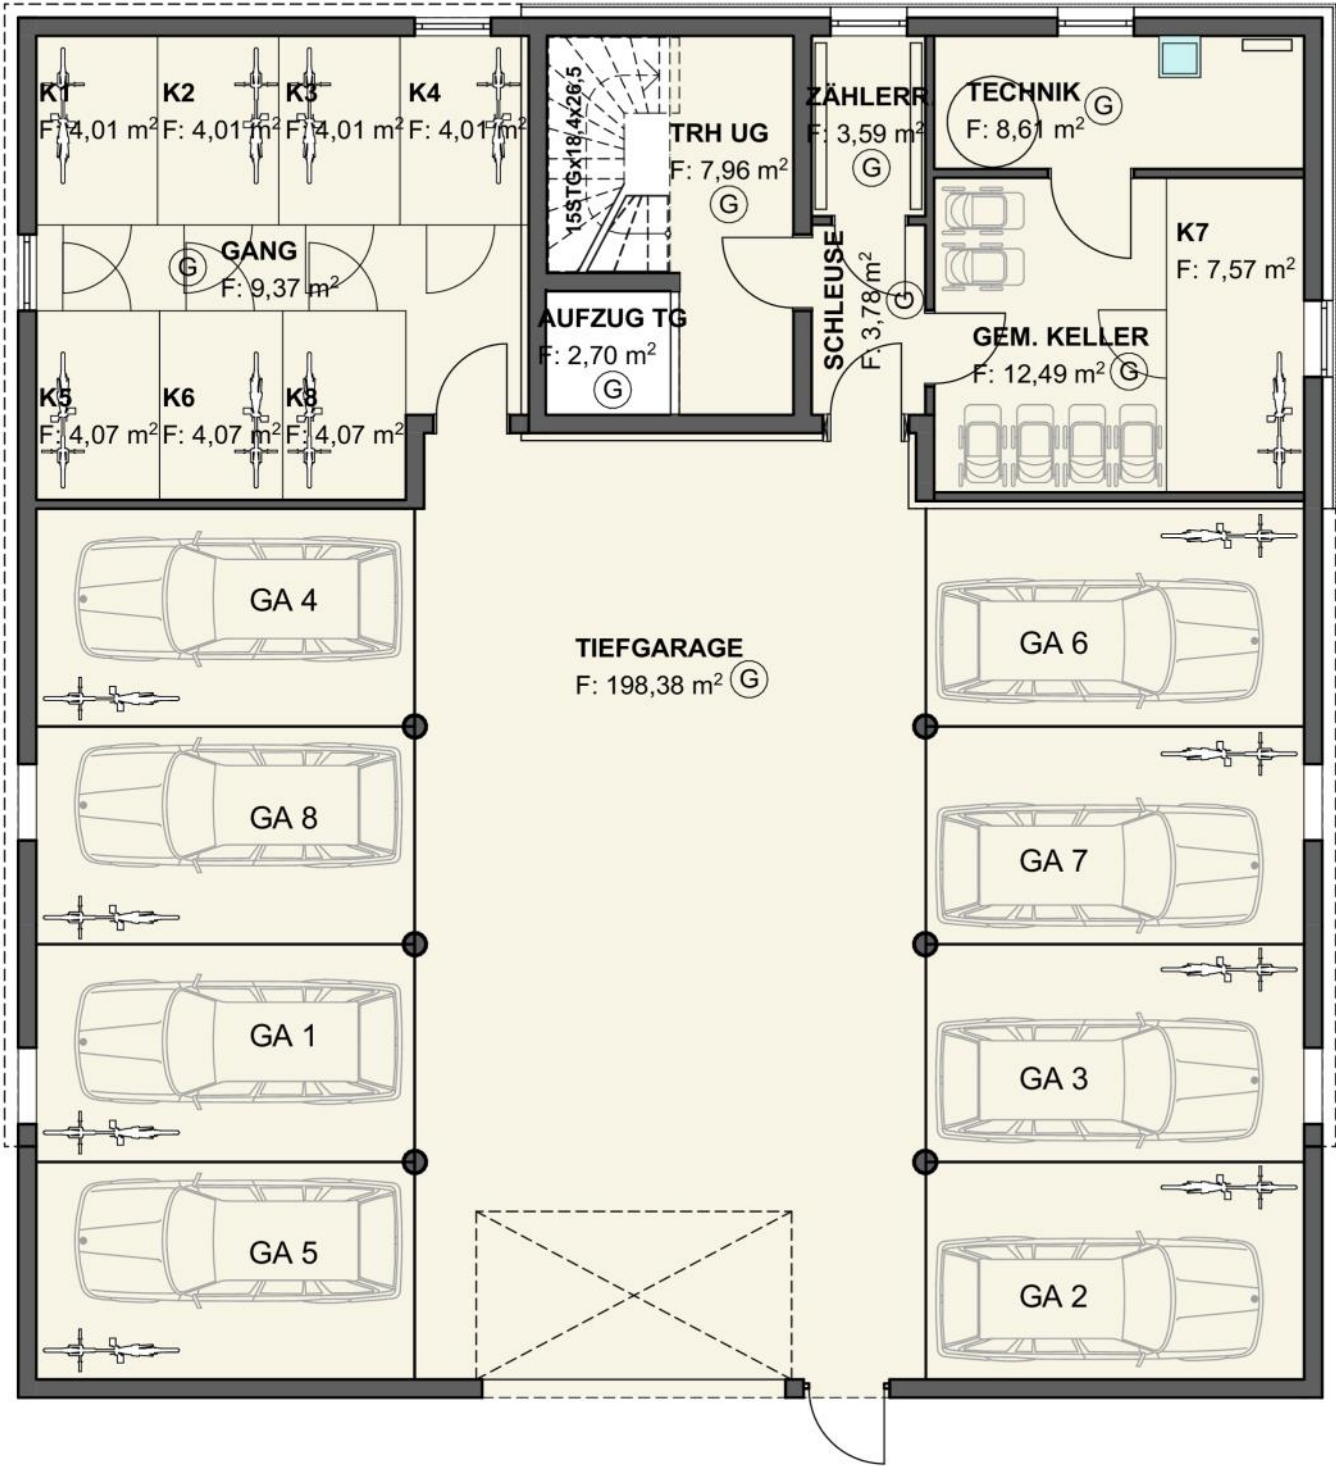 K1
F: 4,01 m²
K2
F: 4,01 m²
K3
F: 4,01 m²
K4
F: 4,01 m²
15STGx18,4x26,5
TRH UG
F: 7,96 m²
G
ZÄHLERR.
F: 3,59 m²
G
TECHNIK
F: 8,61 m²
G
GANG
F: 9,37 m²
G
AUFZUG TG
F: 2,70 m²
G
SCHLEUSE
F: 3,78 m²
G
K7
F: 7,57 m²
GEM. KELLER
F: 12,49 m²
G
K5
F: 4,07 m²
K6
F: 4,07 m²
K8
F: 4,07 m²
GA 4
TIEFGARAGE
F: 198,38 m²
G
GA 6
GA 8
GA 7
GA 1
GA 3
GA 5
GA 2